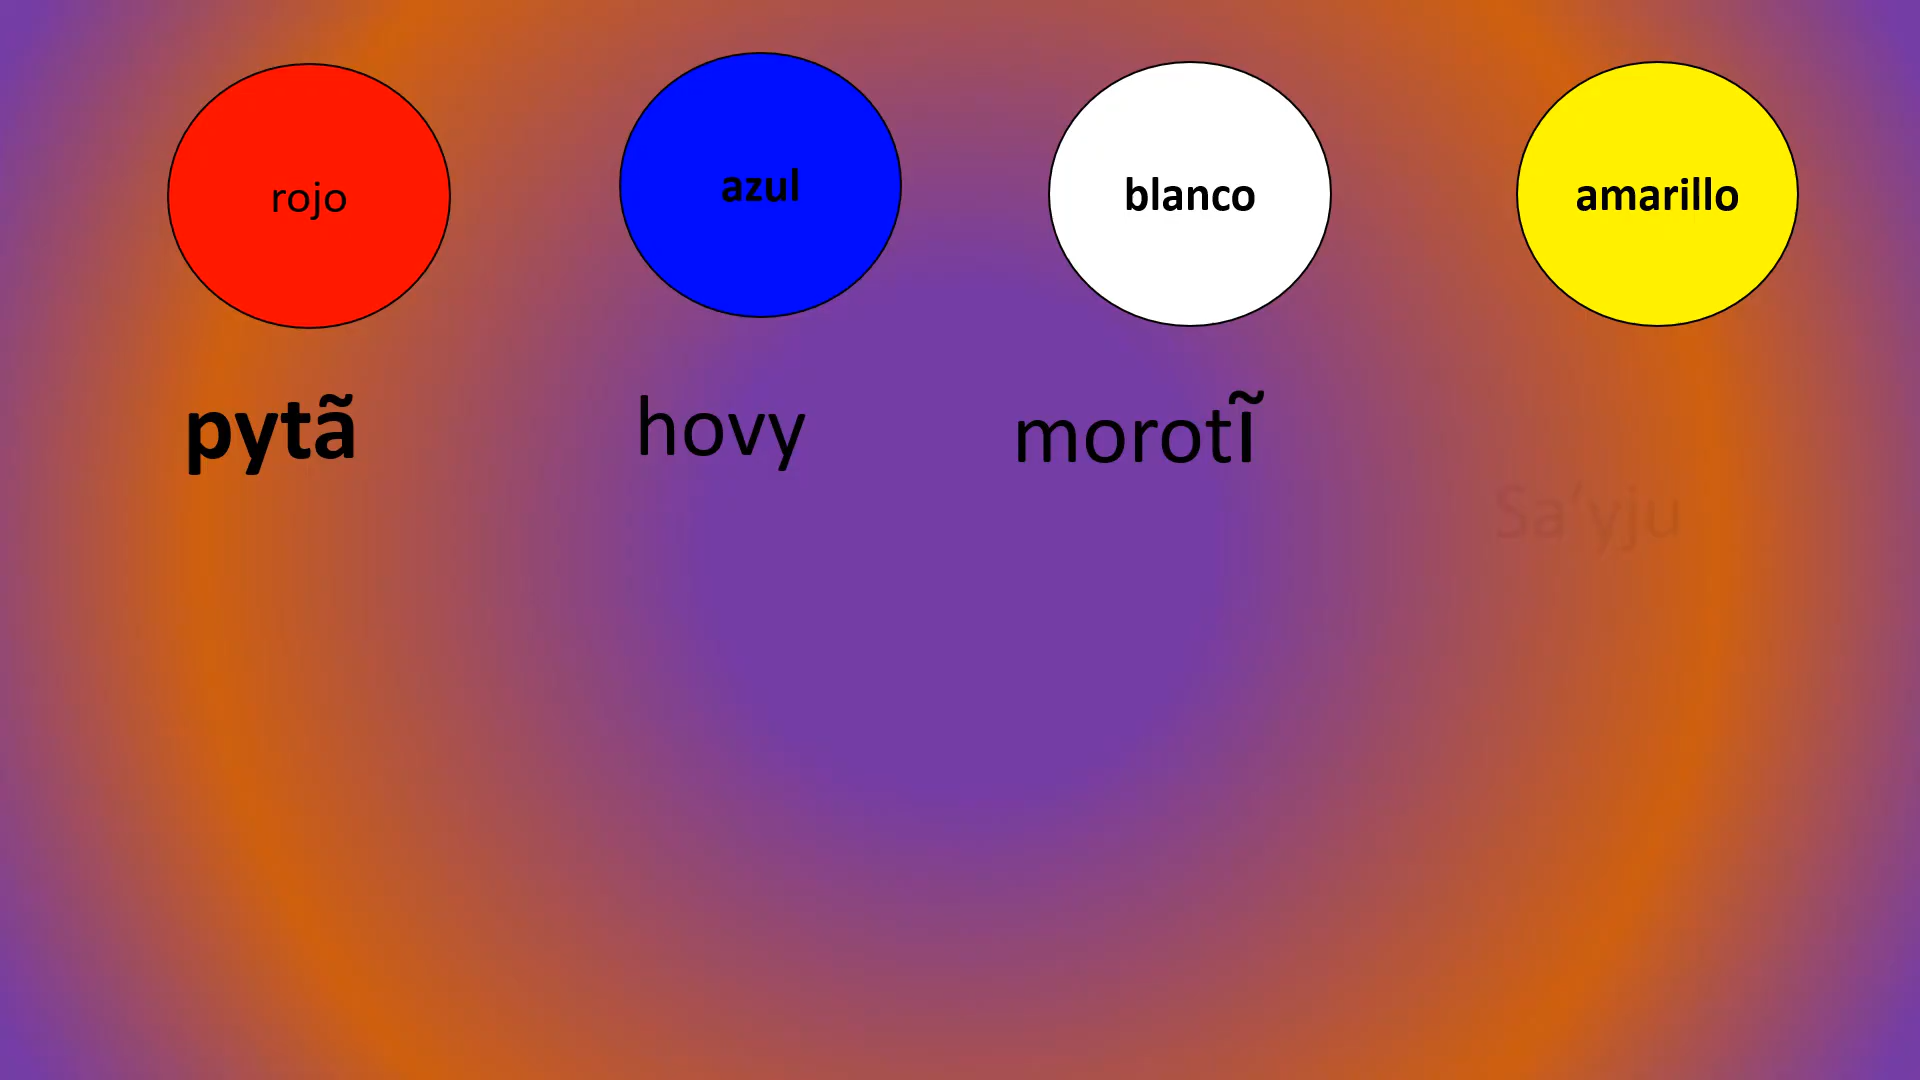 rojo
azul
blanco
amarillo
pytã
hovy
morotĩ
Sa’yju